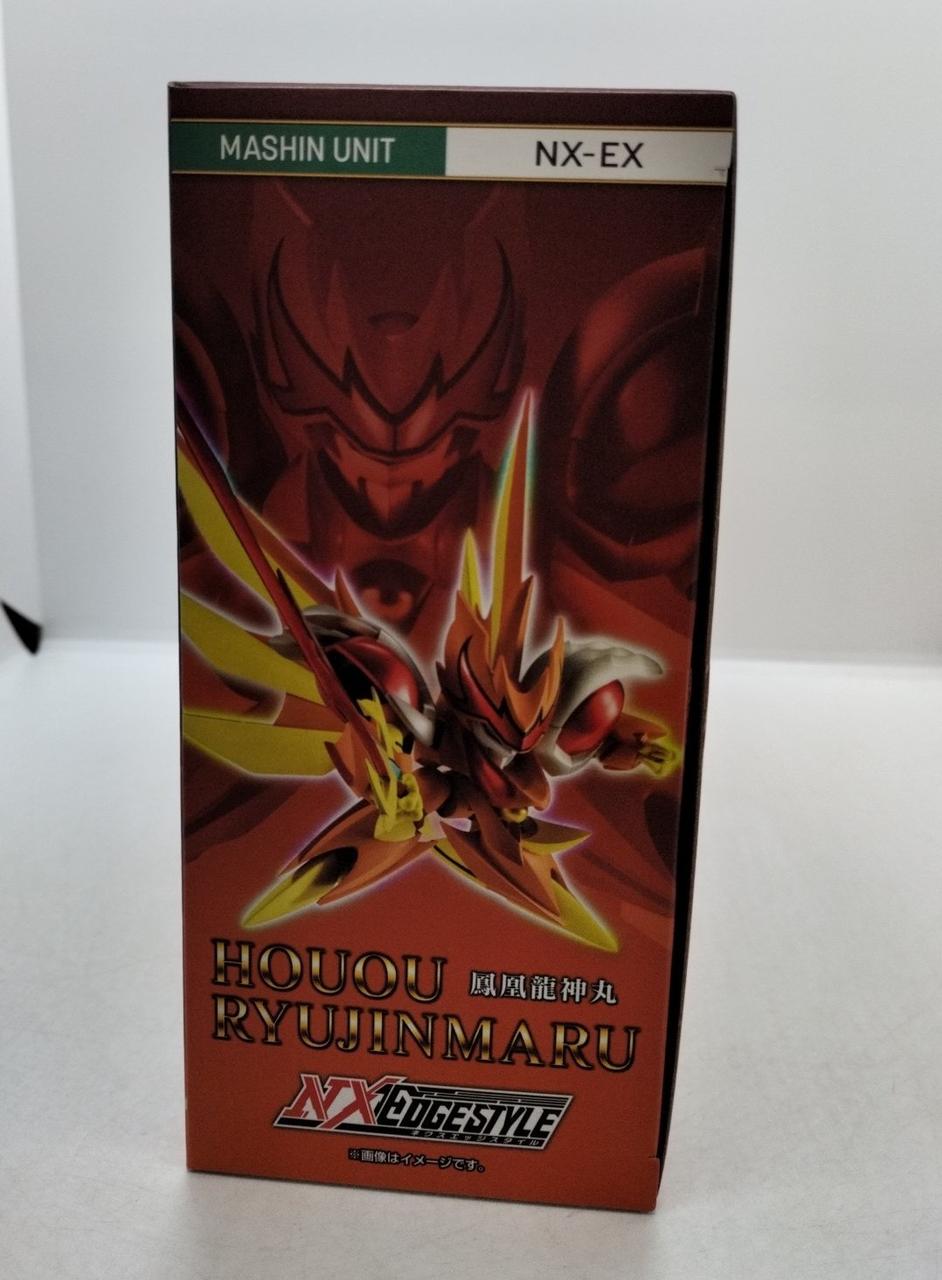 MASHIN UNIT NX-EX
HOUOU 鳳凰龍神丸
RYUJINMARU
NXEDGESTYLE
ネクスエッジスタイル
※画像はイメージです。